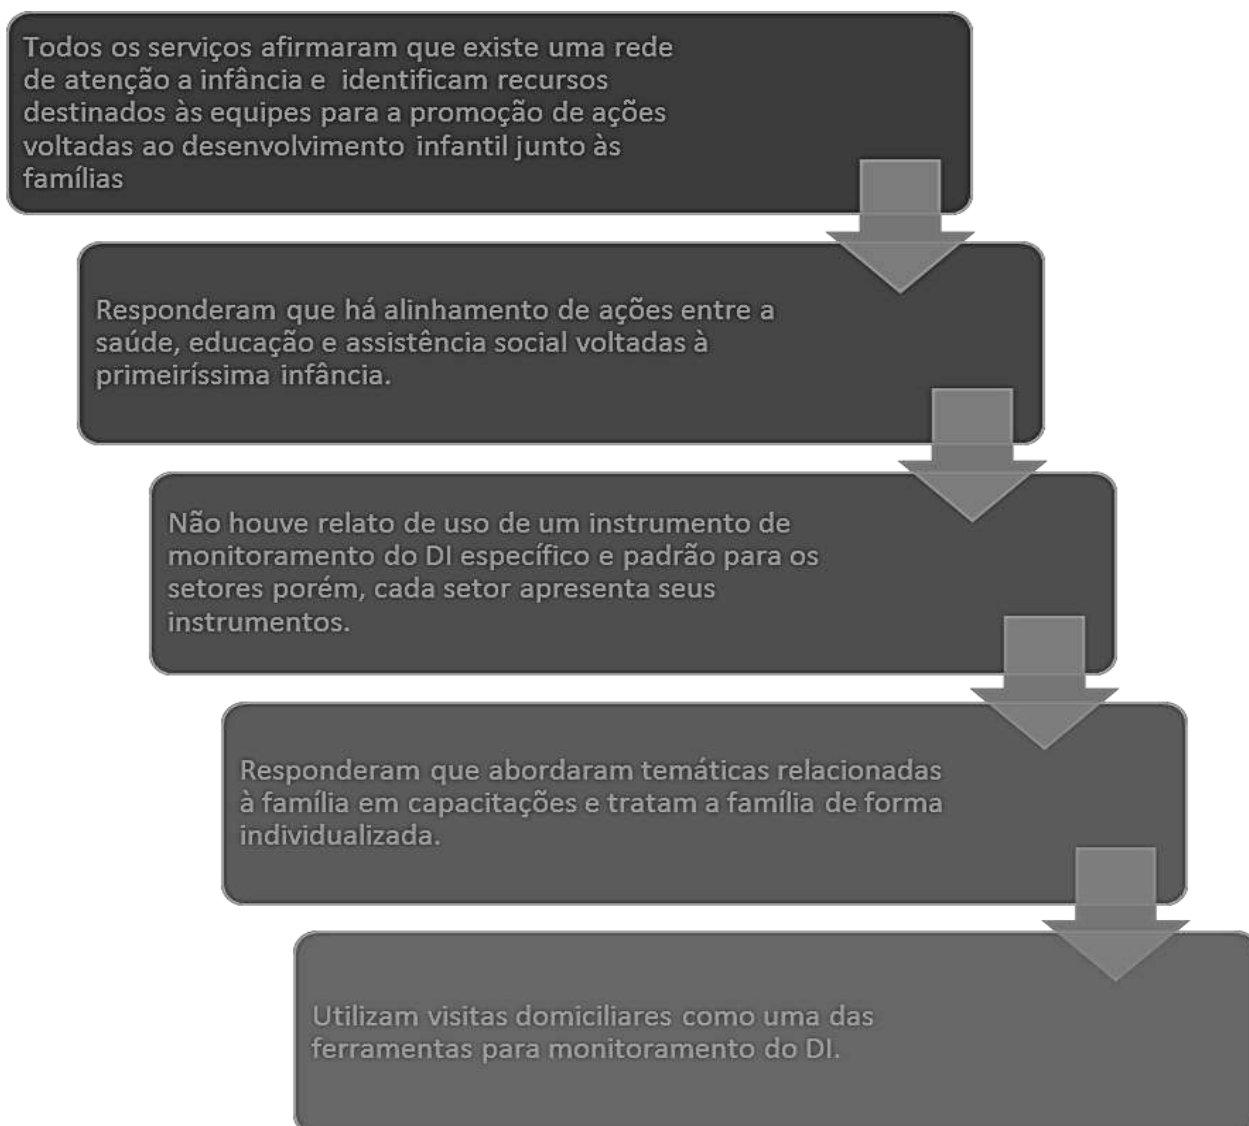 Todos os serviços afirmaram que existe uma rede
de atenção a infância e identificam recursos
destinados às equipes para a promoção de ações
voltadas ao desenvolvimento infantil junto às
famílias
Responderam que há alinhamento de ações entre a
saúde, educação e assistência social voltadas à
primeiríssima infância.
Não houve relato de uso de um instrumento de
monitoramento do DI específico e padrão para os
setores porém, cada setor apresenta seus
instrumentos.
Responderam que abordaram temáticas relacionadas
à família em capacitações e tratam a família de forma
individualizada.
Utilizam visitas domiciliares como uma das
ferramentas para monitoramento do DI.